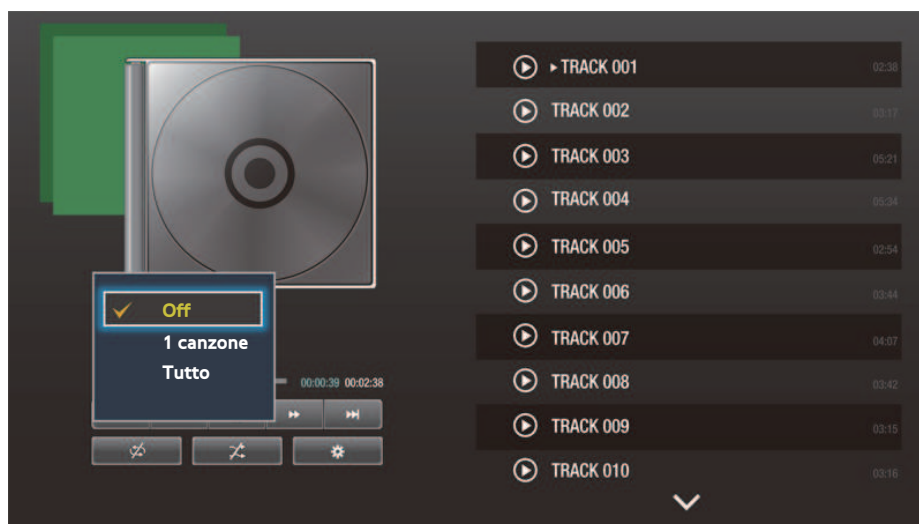 Off
1 canzone
Tutto
00:00:39 00:02:38
TRACK 001 02:38
TRACK 002 03:17
TRACK 003 05:21
TRACK 004 05:34
TRACK 005 02:54
TRACK 006 03:44
TRACK 007 04:07
TRACK 008 03:42
TRACK 009 03:15
TRACK 010 03:16